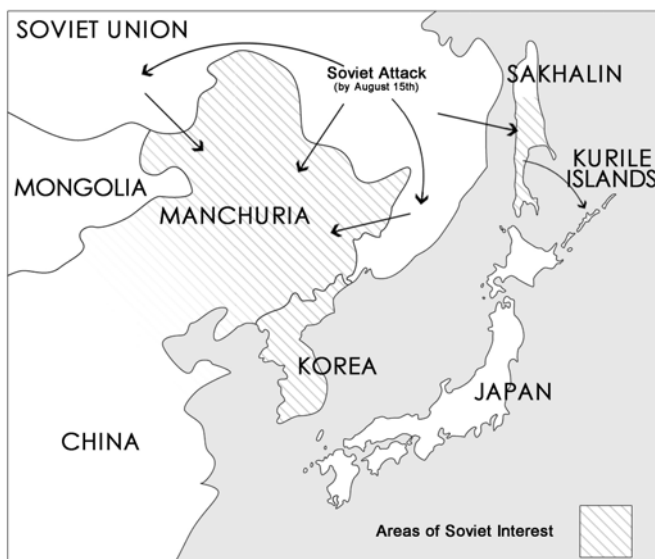 SOVIET UNION
Soviet Attack
(by August 15th)
SAKHALIN
KURILE
ISLANDS
MONGOLIA
MANCHURIA
KOREA
JAPAN
CHINA
Areas of Soviet Interest